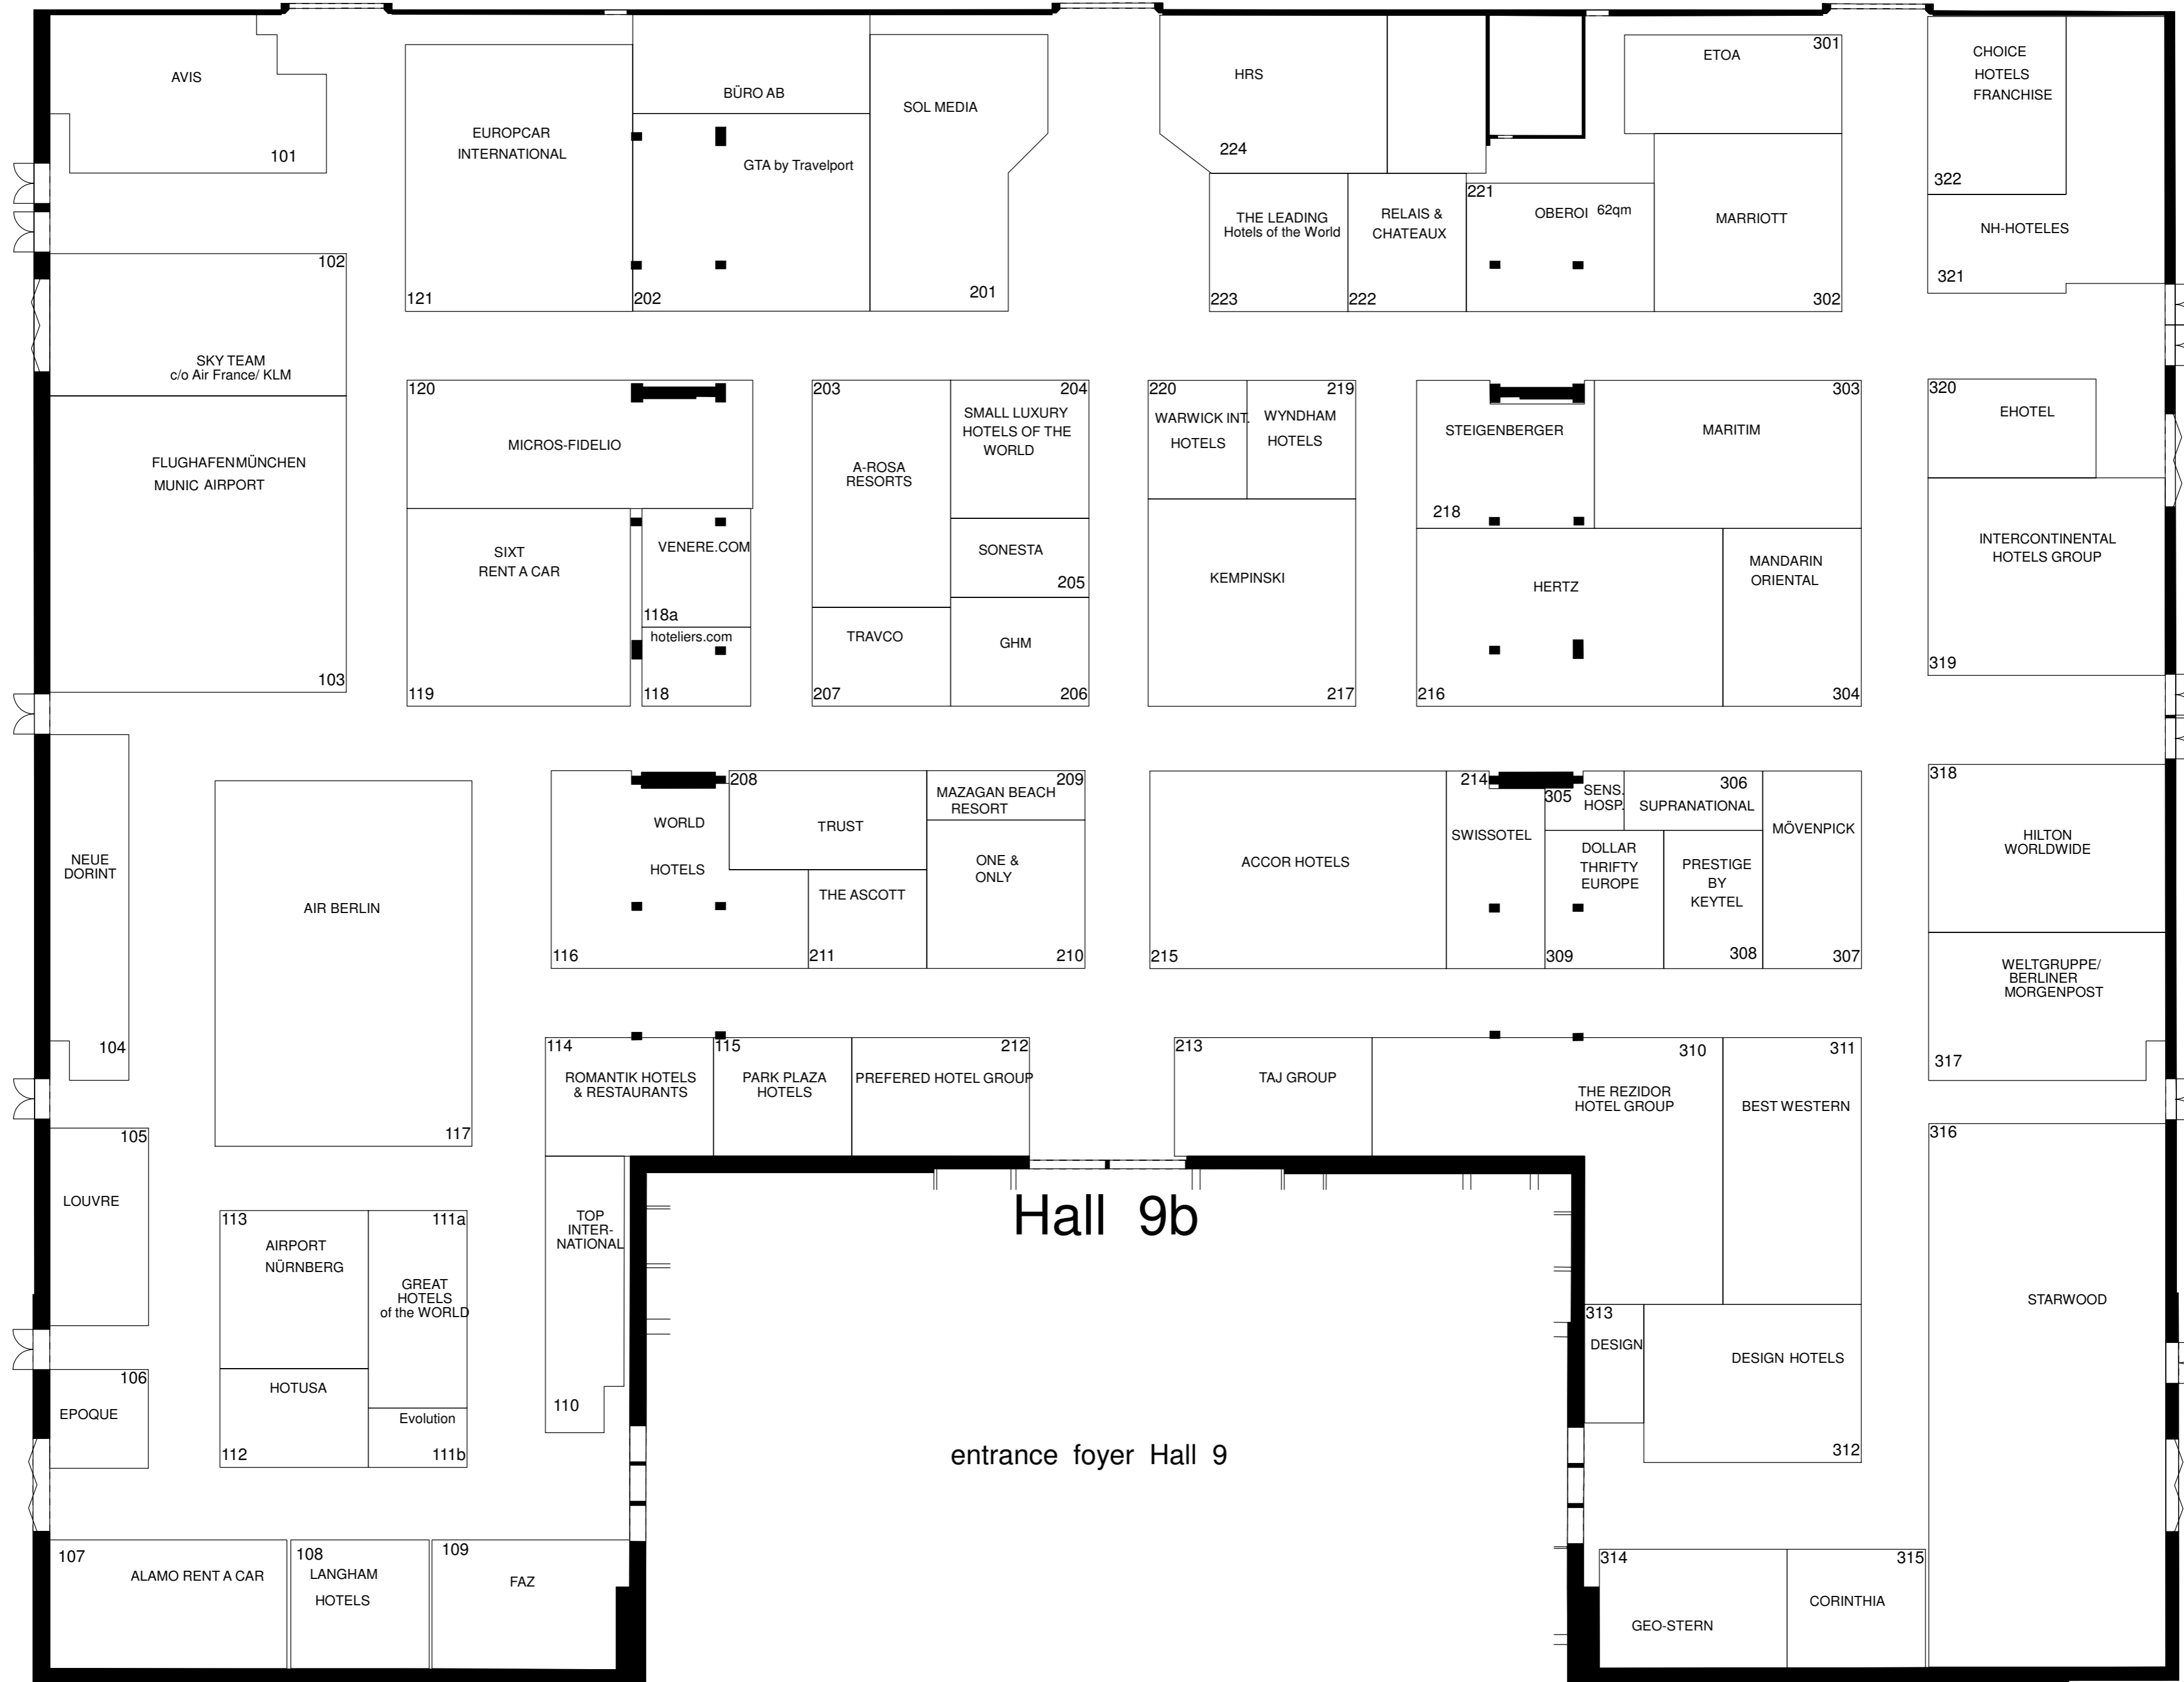 AVIS
101
EUROPCAR
INTERNATIONAL
121
BÜRO AB
GTA by Travelport
202
SOL MEDIA
201
HRS
224
THE LEADING
Hotels of the World
223
RELAIS &
CHATEAUX
222
221
OBEROI 62qm
ETOA
301
MARRIOTT
302
CHOICE
HOTELS
FRANCHISE
322
NH-HOTELES
321
102
SKY TEAM
c/o Air France/ KLM
FLUGHAFENMÜNCHEN
MUNIC AIRPORT
103
120
MICROS-FIDELIO
SIXT
RENT A CAR
119
VENERE.COM
118a
hoteliers.com
118
203
A-ROSA
RESORTS
204
SMALL LUXURY
HOTELS OF THE
WORLD
SONESTA
205
TRAVCO
207
GHM
206
220
WARWICK INT.
HOTELS
219
WYNDHAM
HOTELS
KEMPINSKI
217
STEIGENBERGER
218
303
MARITIM
HERTZ
216
MANDARIN
ORIENTAL
304
320
EHOTEL
INTERCONTINENTAL
HOTELS GROUP
319
NEUE
DORINT
104
AIR BERLIN
117
WORLD
HOTELS
116
208
TRUST
209
MAZAGAN BEACH
RESORT
THE ASCOTT
211
ONE &
ONLY
210
ACCOR HOTELS
215
214
SWISSOTEL
305
SENS.
HOSP.
306
SUPRANATIONAL
MÖVENPICK
307
DOLLAR
THRIFTY
EUROPE
309
PRESTIGE
BY
KEYTEL
308
318
HILTON
WORLDWIDE
WELTGRUPPE/
BERLINER
MORGENPOST
317
114
ROMANTIK HOTELS
& RESTAURANTS
115
PARK PLAZA
HOTELS
212
PREFERED HOTEL GROUP
213
TAJ GROUP
310
THE REZIDOR
HOTEL GROUP
311
BEST WESTERN
316
STARWOOD
105
LOUVRE
113
AIRPORT
NÜRNBERG
111a
GREAT
HOTELS
of the WORLD
TOP
INTER-
NATIONAL
110
Hall 9b
313
DESIGN
DESIGN HOTELS
312
106
EPOQUE
HOTUSA
112
Evolution
111b
entrance foyer Hall 9
107
ALAMO RENT A CAR
108
LANGHAM
HOTELS
109
FAZ
314
GEO-STERN
315
CORINTHIA